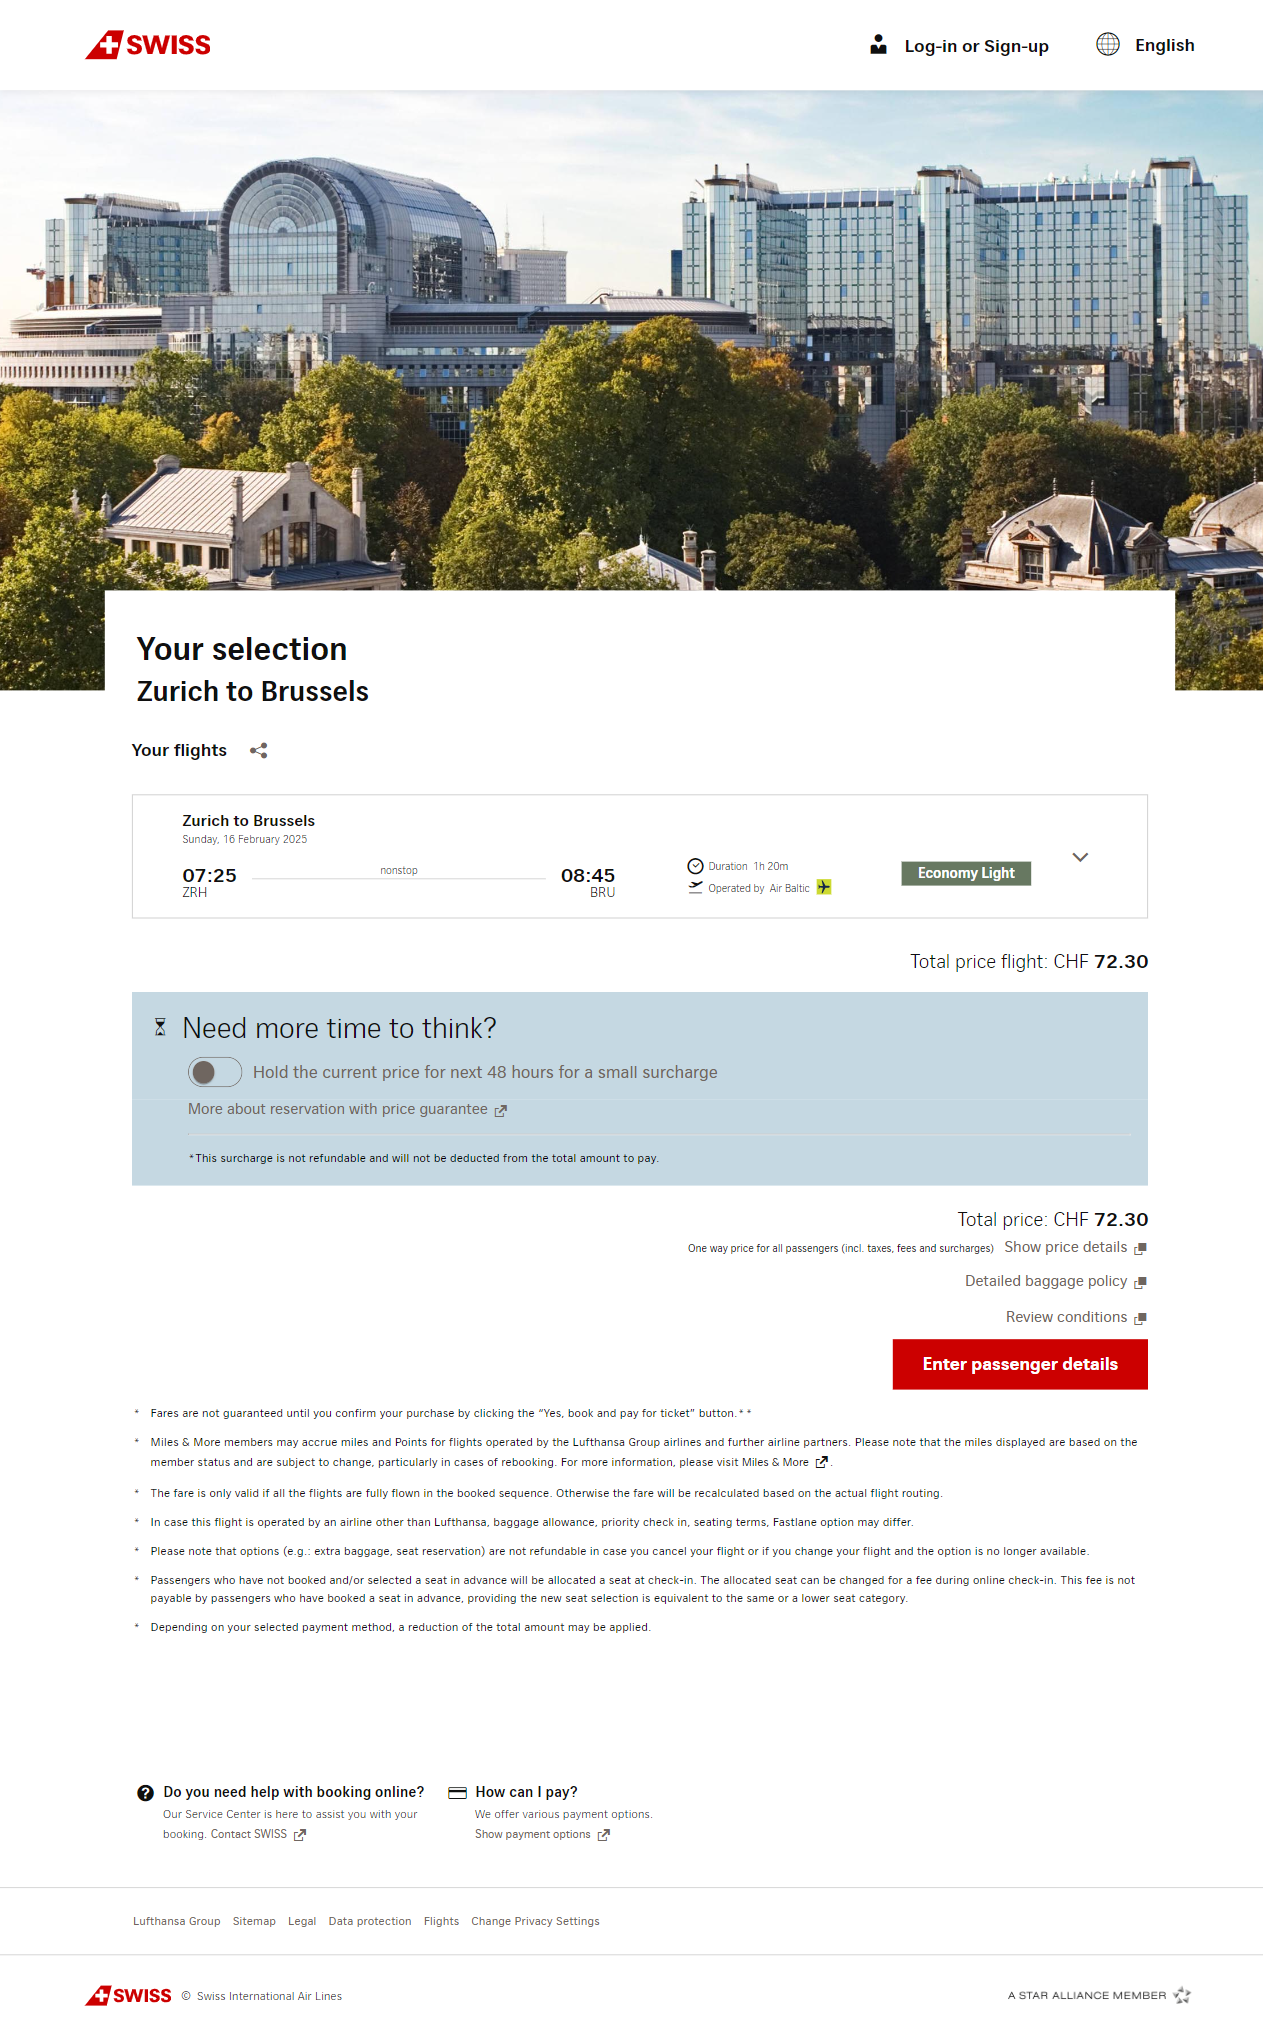 SWISS
Log-in or Sign-up
English
Your selection
Zurich to Brussels
Your flights
Zurich to Brussels
Sunday, 16 February 2025
07:25
nonstop
08:45
ZRH
BRU
Duration 1h 20m
Operated by Air Baltic
Economy Light
Total price flight: CHF 72.30
Need more time to think?
Hold the current price for next 48 hours for a small surcharge
More about reservation with price guarantee
*This surcharge is not refundable and will not be deducted from the total amount to pay.
Total price: CHF 72.30
One way price for all passengers (incl. taxes, fees and surcharges) Show price details
Detailed baggage policy
Review conditions
Enter passenger details
* Fares are not guaranteed until you confirm your purchase by clicking the “Yes, book and pay for ticket” button.**
* Miles & More members may accrue miles and Points for flights operated by the Lufthansa Group airlines and further airline partners. Please note that the miles displayed are based on the
member status and are subject to change, particularly in cases of rebooking. For more information, please visit Miles & More .
* The fare is only valid if all the flights are fully flown in the booked sequence. Otherwise the fare will be recalculated based on the actual flight routing.
* In case this flight is operated by an airline other than Lufthansa, baggage allowance, priority check in, seating terms, Fastlane option may differ.
* Please note that options (e.g.: extra baggage, seat reservation) are not refundable in case you cancel your flight or if you change your flight and the option is no longer available.
* Passengers who have not booked and/or selected a seat in advance will be allocated a seat at check-in. The allocated seat can be changed for a fee during online check-in. This fee is not
payable by passengers who have booked a seat in advance, providing the new seat selection is equivalent to the same or a lower seat category.
* Depending on your selected payment method, a reduction of the total amount may be applied.
Do you need help with booking online?
Our Service Center is here to assist you with your
booking. Contact SWISS
How can I pay?
We offer various payment options.
Show payment options
Lufthansa Group Sitemap Legal Data protection Flights Change Privacy Settings
SWISS © Swiss International Air Lines
A STAR ALLIANCE MEMBER